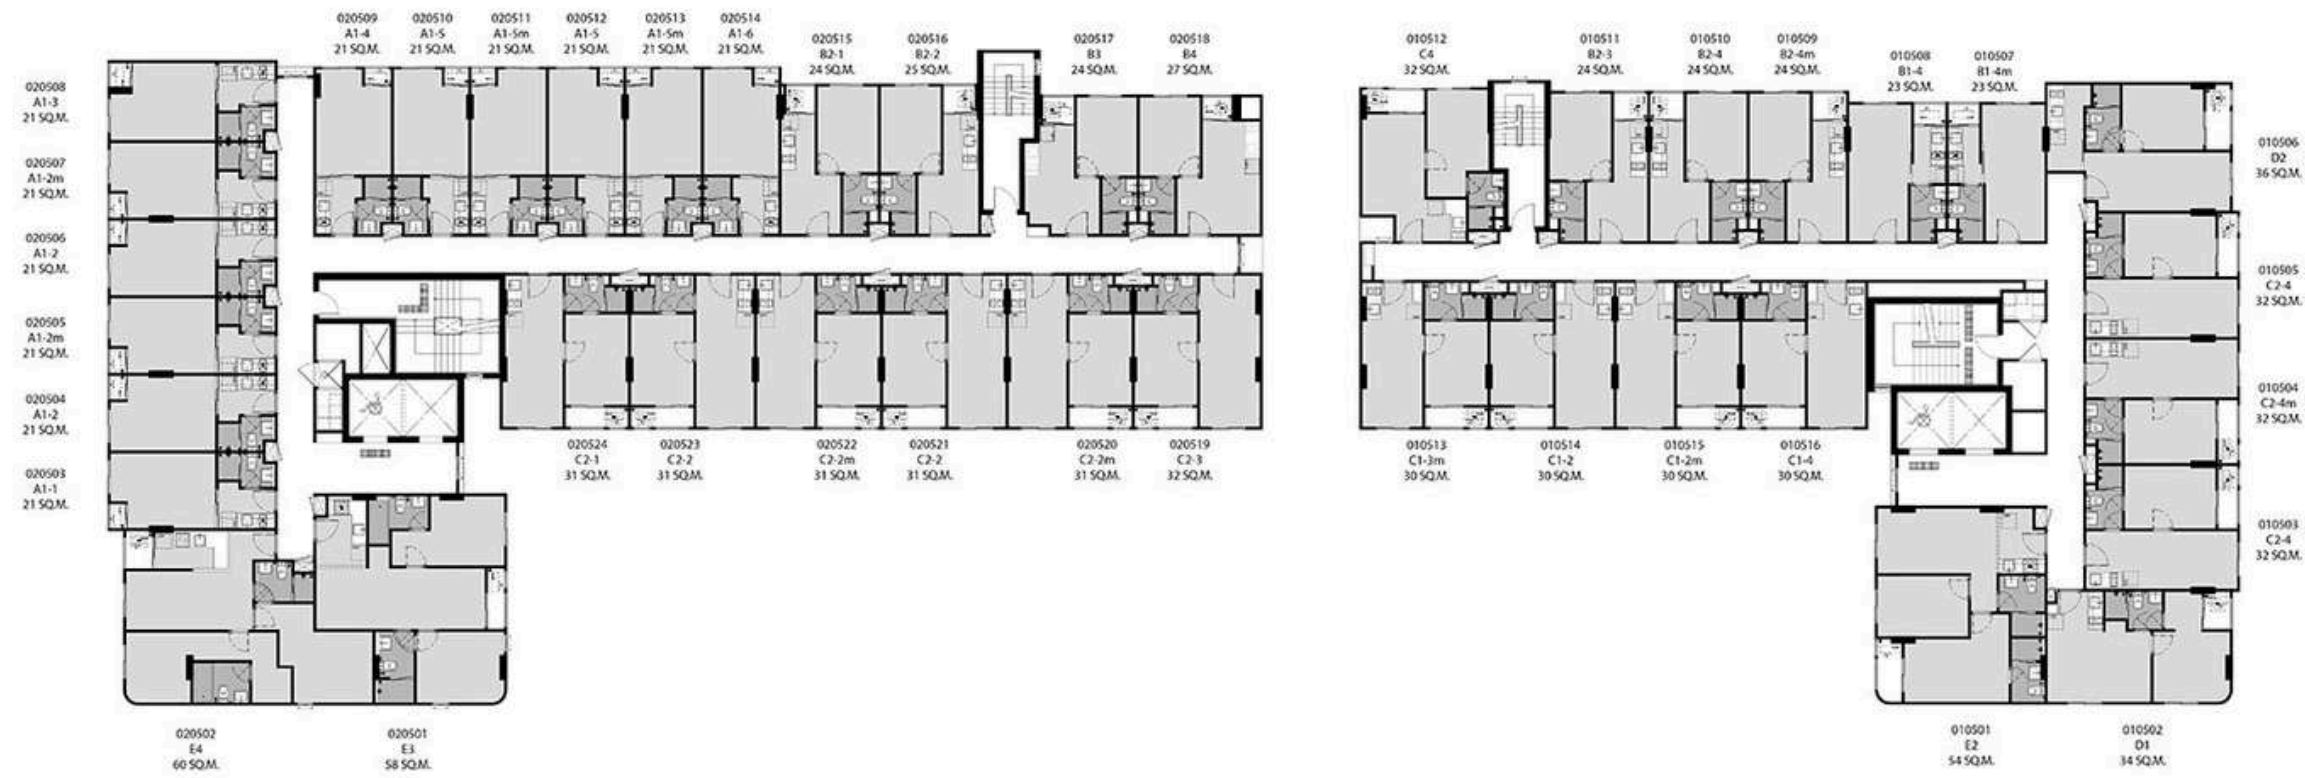 020509
A1-4
21 SQ.M.
020510
A1-5
21 SQ.M.
020511
A1-5m
21 SQ.M.
020512
A1-5
21 SQ.M.
020513
A1-5m
21 SQ.M.
020514
A1-6
21 SQ.M.
020515
B2-1
24 SQ.M.
020516
B2-2
25 SQ.M.
020517
B3
24 SQ.M.
020518
B4
27 SQ.M.
010512
C4
32 SQ.M.
010511
B2-3
24 SQ.M.
010510
B2-4
24 SQ.M.
010509
B2-4m
24 SQ.M.
010508
B1-4
23 SQ.M.
010507
B1-4m
23 SQ.M.
020508
A1-3
21 SQ.M.
020507
A1-2m
21 SQ.M.
020506
A1-2
21 SQ.M.
020505
A1-2m
21 SQ.M.
020504
A1-2
21 SQ.M.
020503
A1-1
21 SQ.M.
010506
D2
36 SQ.M.
010505
C2-4
32 SQ.M.
010504
C2-4m
32 SQ.M.
010503
C2-4
32 SQ.M.
020524
C2-1
31 SQ.M.
020523
C2-2
31 SQ.M.
020522
C2-2m
31 SQ.M.
020521
C2-2
31 SQ.M.
020520
C2-2m
31 SQ.M.
020519
C2-3
32 SQ.M.
010513
C1-3m
30 SQ.M.
010514
C1-2
30 SQ.M.
010515
C1-2m
30 SQ.M.
010516
C1-4
30 SQ.M.
020502
E4
60 SQ.M.
020501
E3
58 SQ.M.
010501
E2
54 SQ.M.
010502
D1
34 SQ.M.